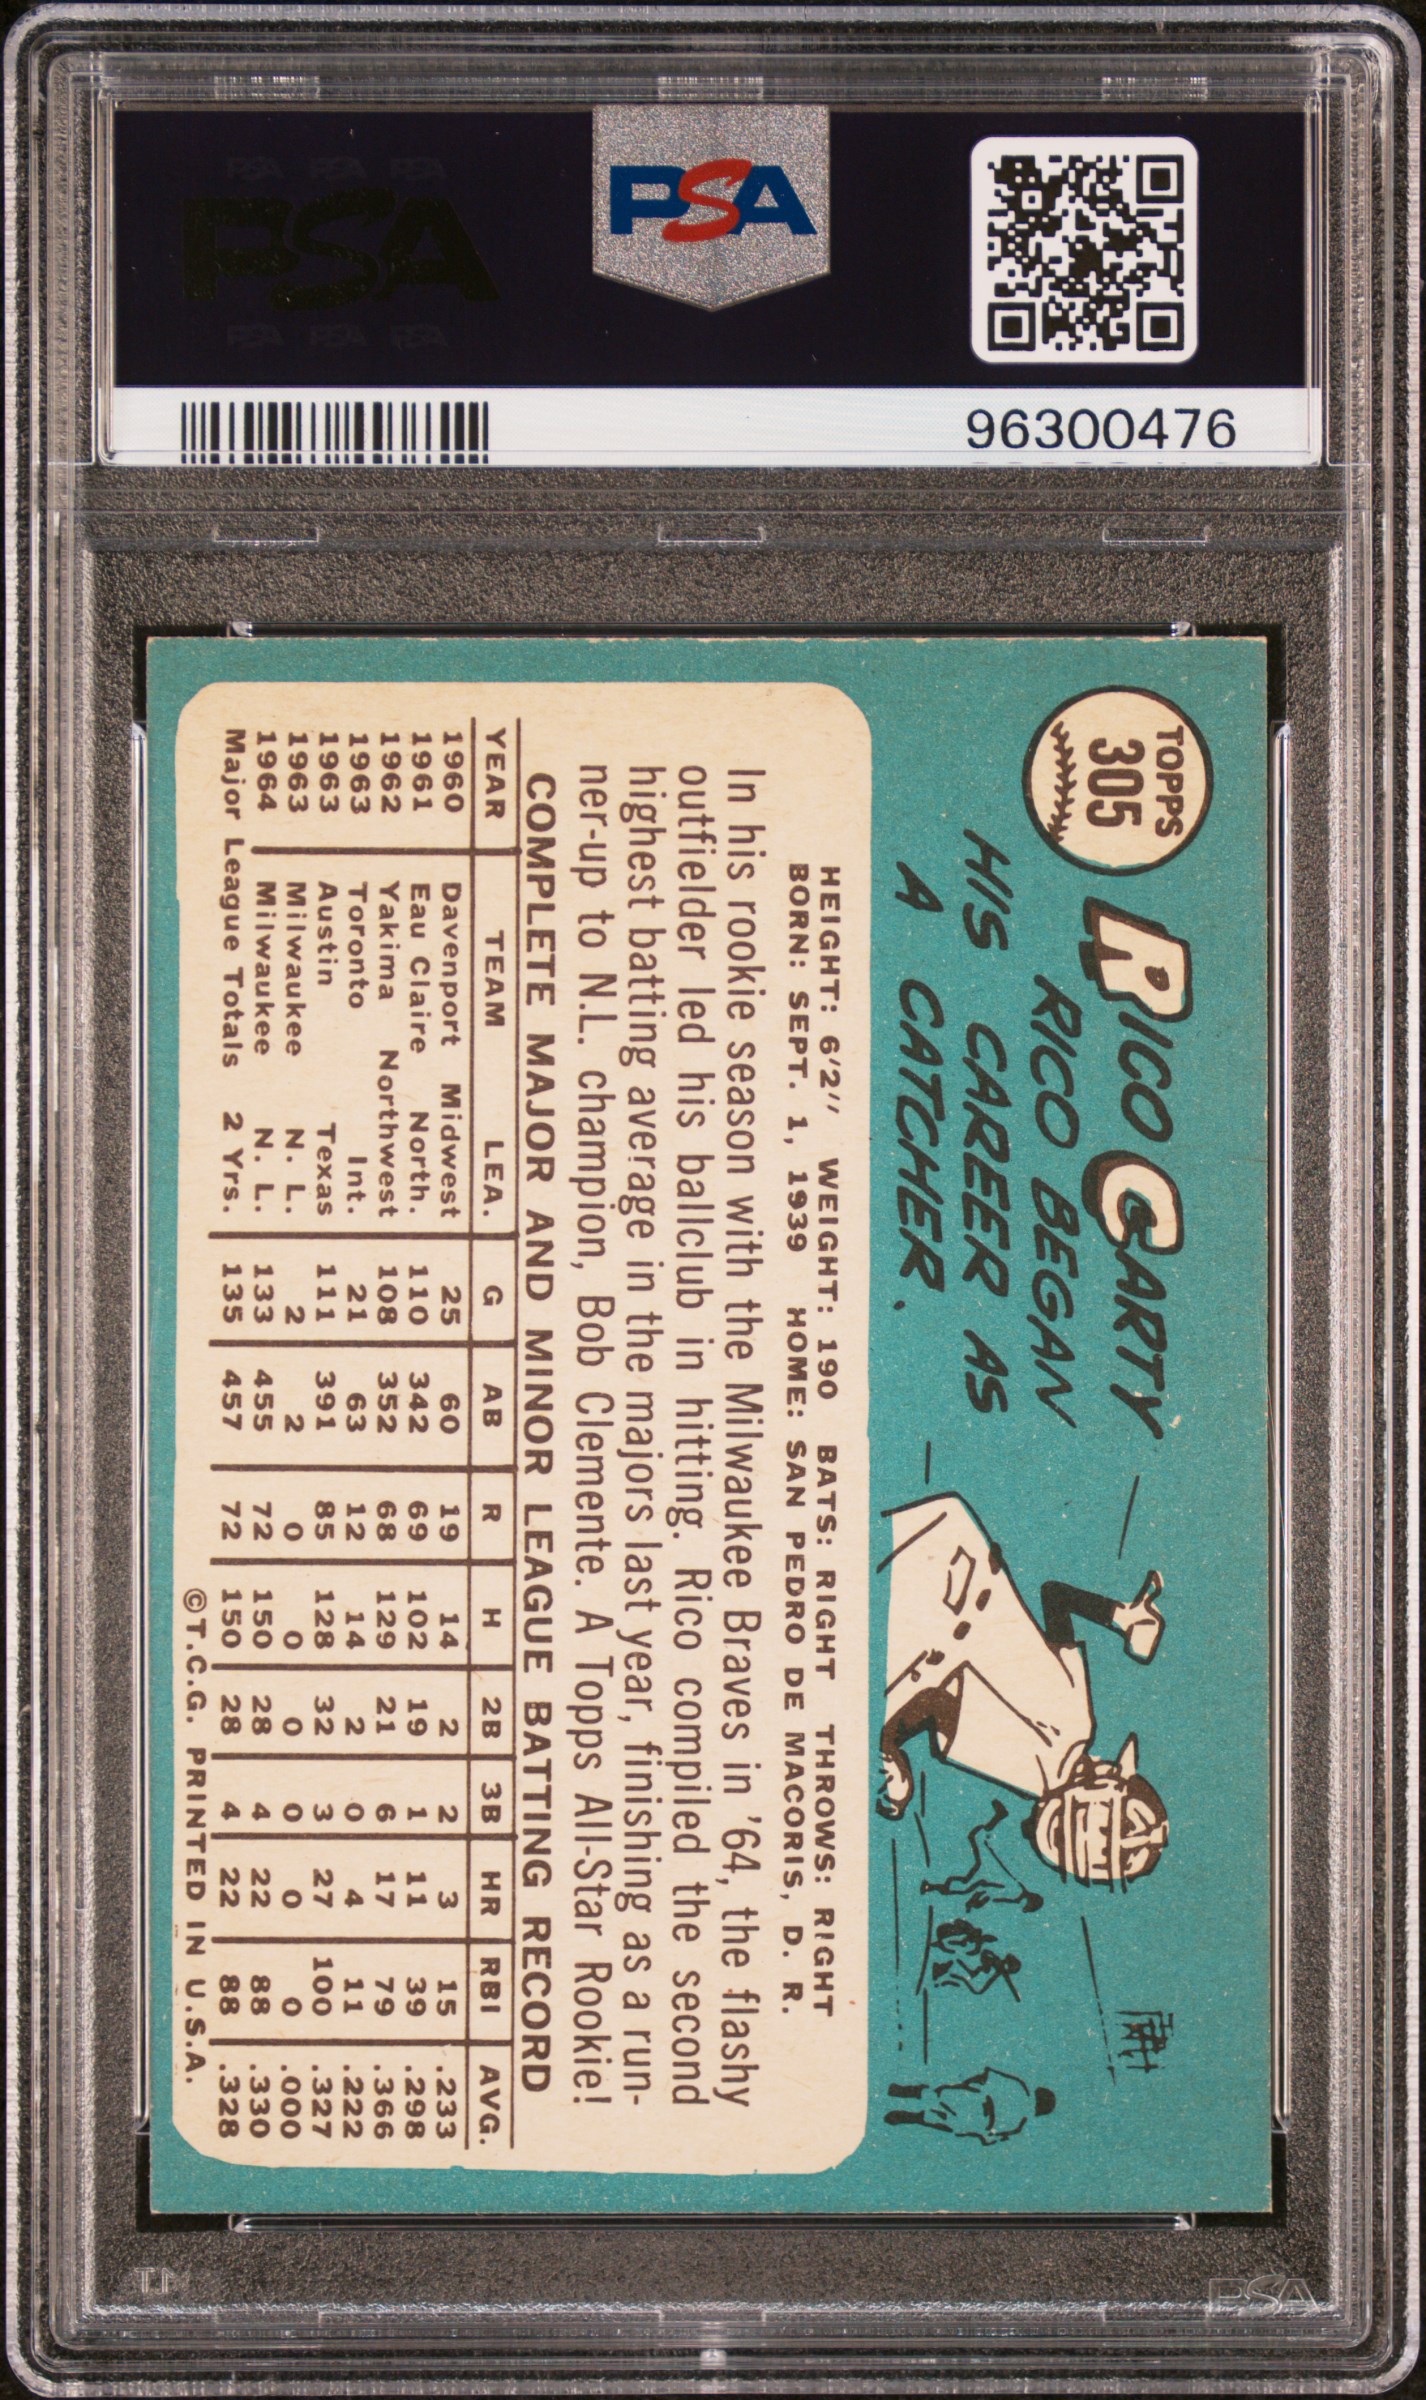 PSA PSA PSA
PSA
PSA PSA PSA
PSA
96300476
TOPPS
305
RICO CARTY
RICO BEGAN
HIS CAREER AS
A CATCHER.
HEIGHT: 6'2" WEIGHT: 190 BATS: RIGHT THROWS: RIGHT
BORN: SEPT. 1, 1939 HOME: SAN PEDRO DE MACORIS, D. R.
In his rookie season with the Milwaukee Braves in '64, the flashy
outfielder led his ballclub in hitting. Rico compiled the second
highest batting average in the majors last year, finishing as a run-
ner-up to N.L. champion, Bob Clemente. A Topps All-Star Rookie!
COMPLETE MAJOR AND MINOR LEAGUE BATTING RECORD
YEAR TEAM LEA. G AB R H 2B 3B HR RBI AVG.
1960 Davenport Midwest 25 60 19 14 2 2 3 15 .233
1961 Eau Claire North. 110 342 69 102 19 1 11 39 .298
1962 Yakima Northwest 108 352 68 129 21 6 17 79 .366
1963 Toronto Int. 21 63 12 14 2 0 4 11 .222
1963 Austin Texas 111 391 85 128 32 3 27 100 .327
1963 Milwaukee N. L. 2 2 0 0 0 0 0 0 .000
1964 Milwaukee N. L. 133 455 72 150 28 4 22 88 .330
Major League Totals 2 Yrs. 135 457 72 150 28 4 22 88 .328
©T.C.G. PRINTED IN U.S.A.
PSA